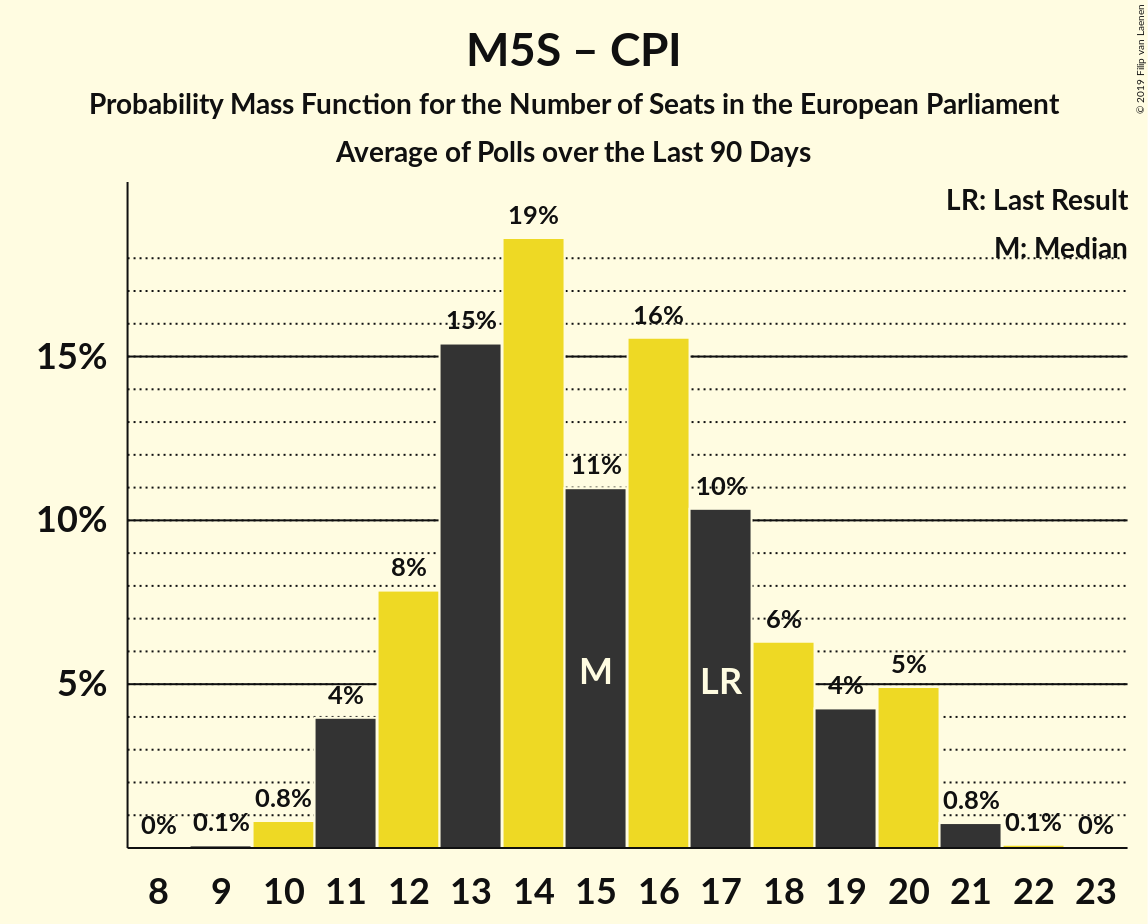 M5S – CPI
Probability Mass Function for the Number of Seats in the European Parliament
Average of Polls over the Last 90 Days
© 2019 Filip van Laenen
LR: Last Result
M: Median
19%
15%
16%
15%
11%
10%
10%
8%
6%
5%
5%
4%
4%
M
LR
0%
0.1%
0.8%
0.8%
0.1%
0%
8 9 10 11 12 13 14 15 16 17 18 19 20 21 22 23